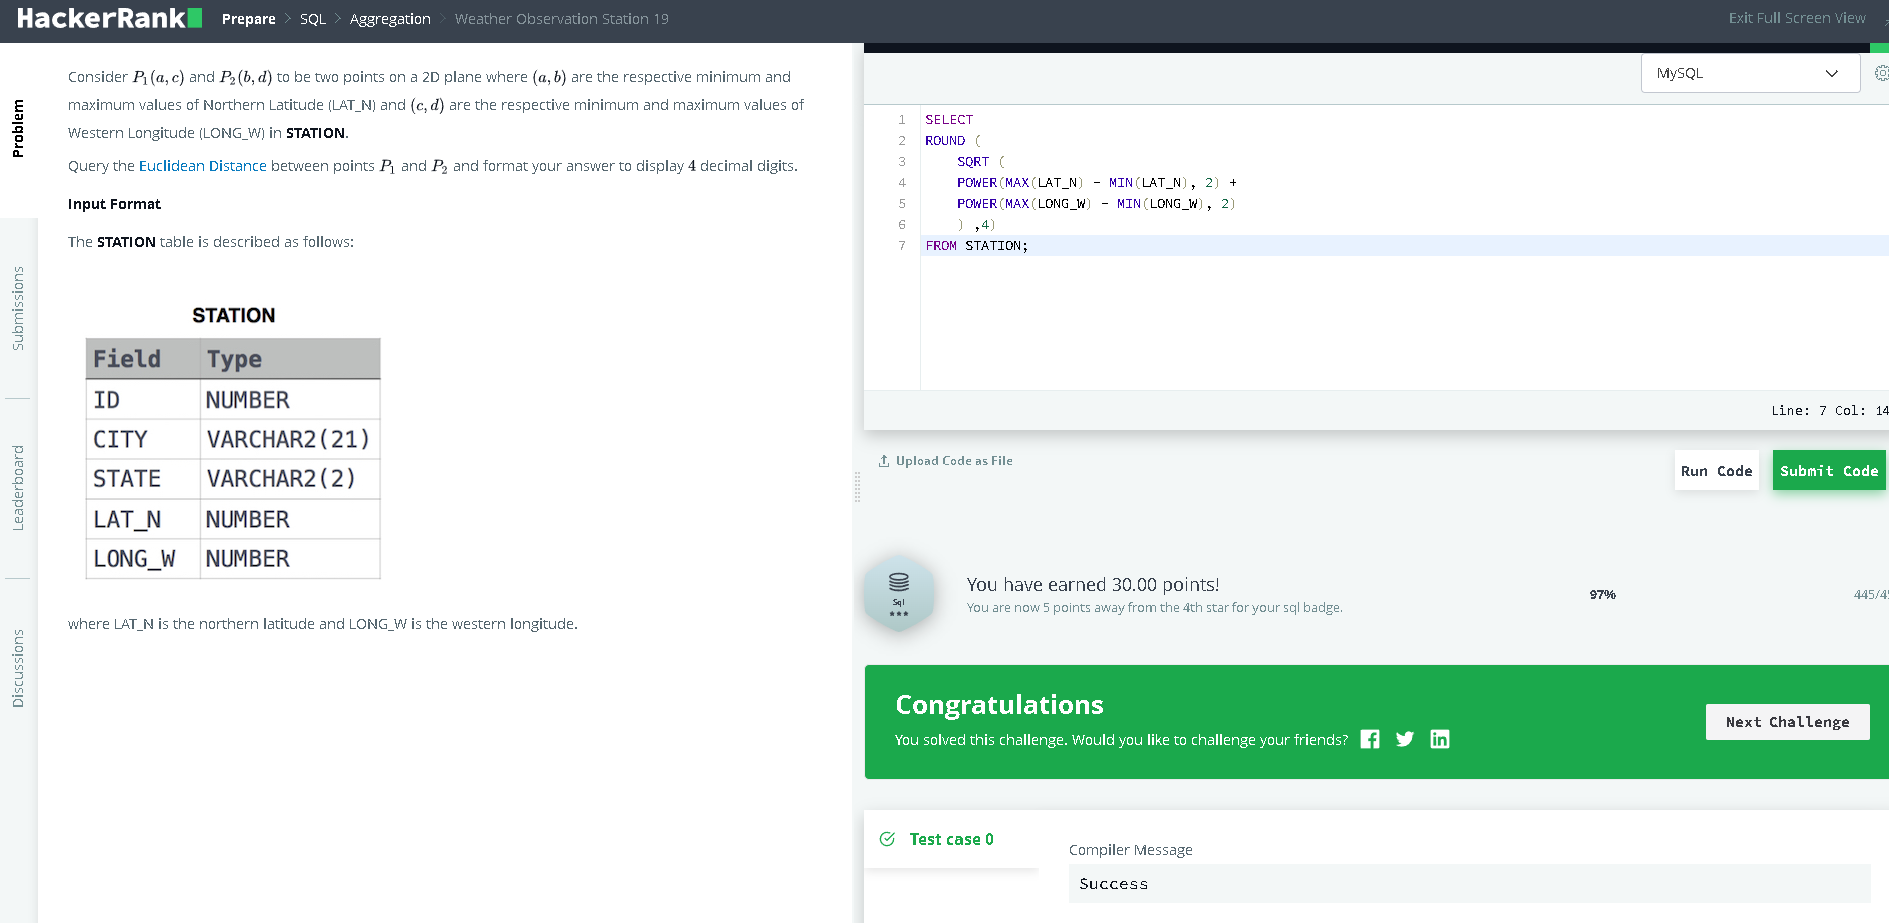 HackerRank
Prepare > SQL > Aggregation > Weather Observation Station 19
Exit Full Screen View
Problem
Submissions
Leaderboard
Discussions
Consider P1(a, c) and P2(b, d) to be two points on a 2D plane where (a, b) are the respective minimum and
maximum values of Northern Latitude (LAT_N) and (c, d) are the respective minimum and maximum values of
Western Longitude (LONG_W) in STATION.
Query the Euclidean Distance between points P1 and P2 and format your answer to display 4 decimal digits.
Input Format
The STATION table is described as follows:
STATION
Field Type
ID NUMBER
CITY VARCHAR2(21)
STATE VARCHAR2(2)
LAT_N NUMBER
LONG_W NUMBER
where LAT_N is the northern latitude and LONG_W is the western longitude.
MySQL
1 SELECT
2 ROUND (
3 SQRT (
4 POWER(MAX(LAT_N) - MIN(LAT_N), 2) +
5 POWER(MAX(LONG_W) - MIN(LONG_W), 2)
6 ) ,4)
7 FROM STATION;
Line: 7 Col: 14
Upload Code as File
Run Code
Submit Code
Sql
You have earned 30.00 points!
You are now 5 points away from the 4th star for your sql badge.
97%
445/4
Congratulations
You solved this challenge. Would you like to challenge your friends?
Next Challenge
Test case 0
Compiler Message
Success